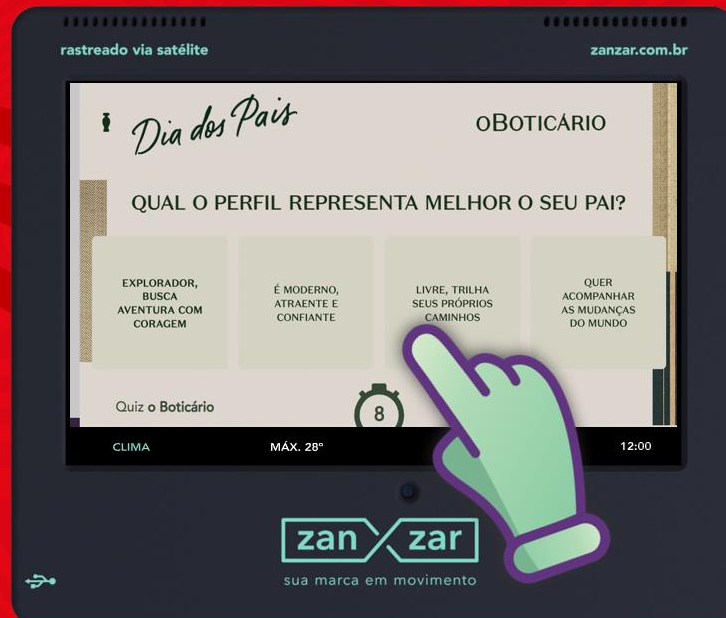 rastreado via satélite
zanzar.com.br
Dia dos Pais
OBOTICÁRIO
QUAL O PERFIL REPRESENTA MELHOR O SEU PAI?
EXPLORADOR,
BUSCA
AVENTURA COM
CORAGEM
É MODERNO,
ATRAENTE E
CONFIANTE
LIVRE, TRILHA
SEUS PRÓPRIOS
CAMINHOS
QUER
ACOMPANHAR
AS MUDANÇAS
DO MUNDO
Quiz o Boticário
8
CLIMA MÁX. 28° 12:00
zan zar
sua marca em movimento